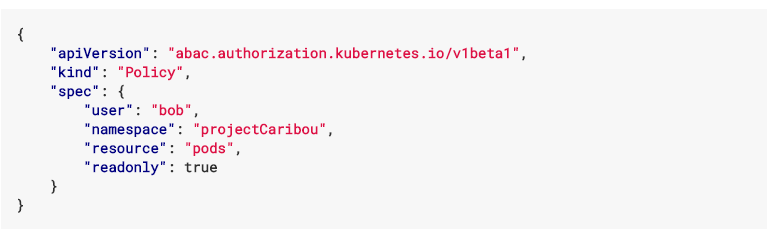 {
    "apiVersion": "abac.authorization.kubernetes.io/v1beta1",
    "kind": "Policy",
    "spec": {
        "user": "bob",
        "namespace": "projectCaribou",
        "resource": "pods",
        "readonly": true
    }
}